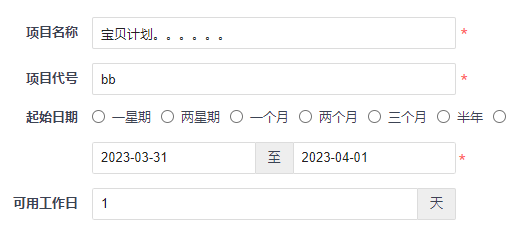 项目名称 宝贝计划。。。。。。 *
项目代号 bb *
起始日期 一星期 两星期 一个月 两个月 三个月 半年
2023-03-31 至 2023-04-01 *
可用工作日 1 天